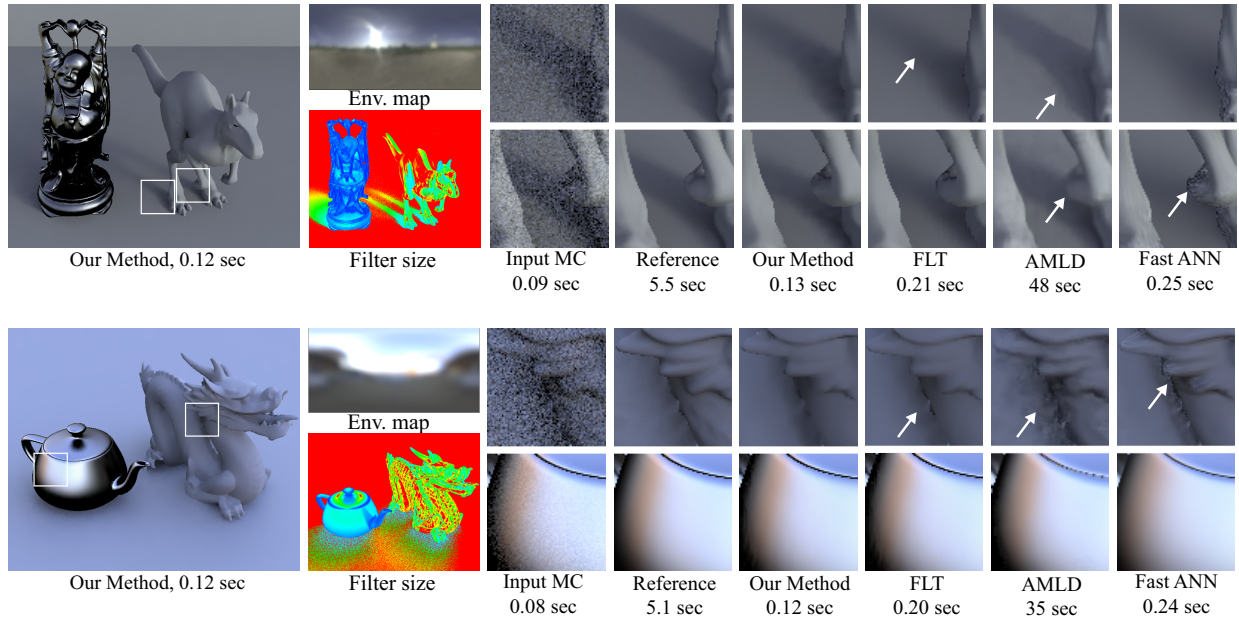 Env. map
Our Method, 0.12 sec
Filter size
Input MC
0.09 sec
Reference
5.5 sec
Our Method
0.13 sec
FLT
0.21 sec
AMLD
48 sec
Fast ANN
0.25 sec
Env. map
Our Method, 0.12 sec
Filter size
Input MC
0.08 sec
Reference
5.1 sec
Our Method
0.12 sec
FLT
0.20 sec
AMLD
35 sec
Fast ANN
0.24 sec